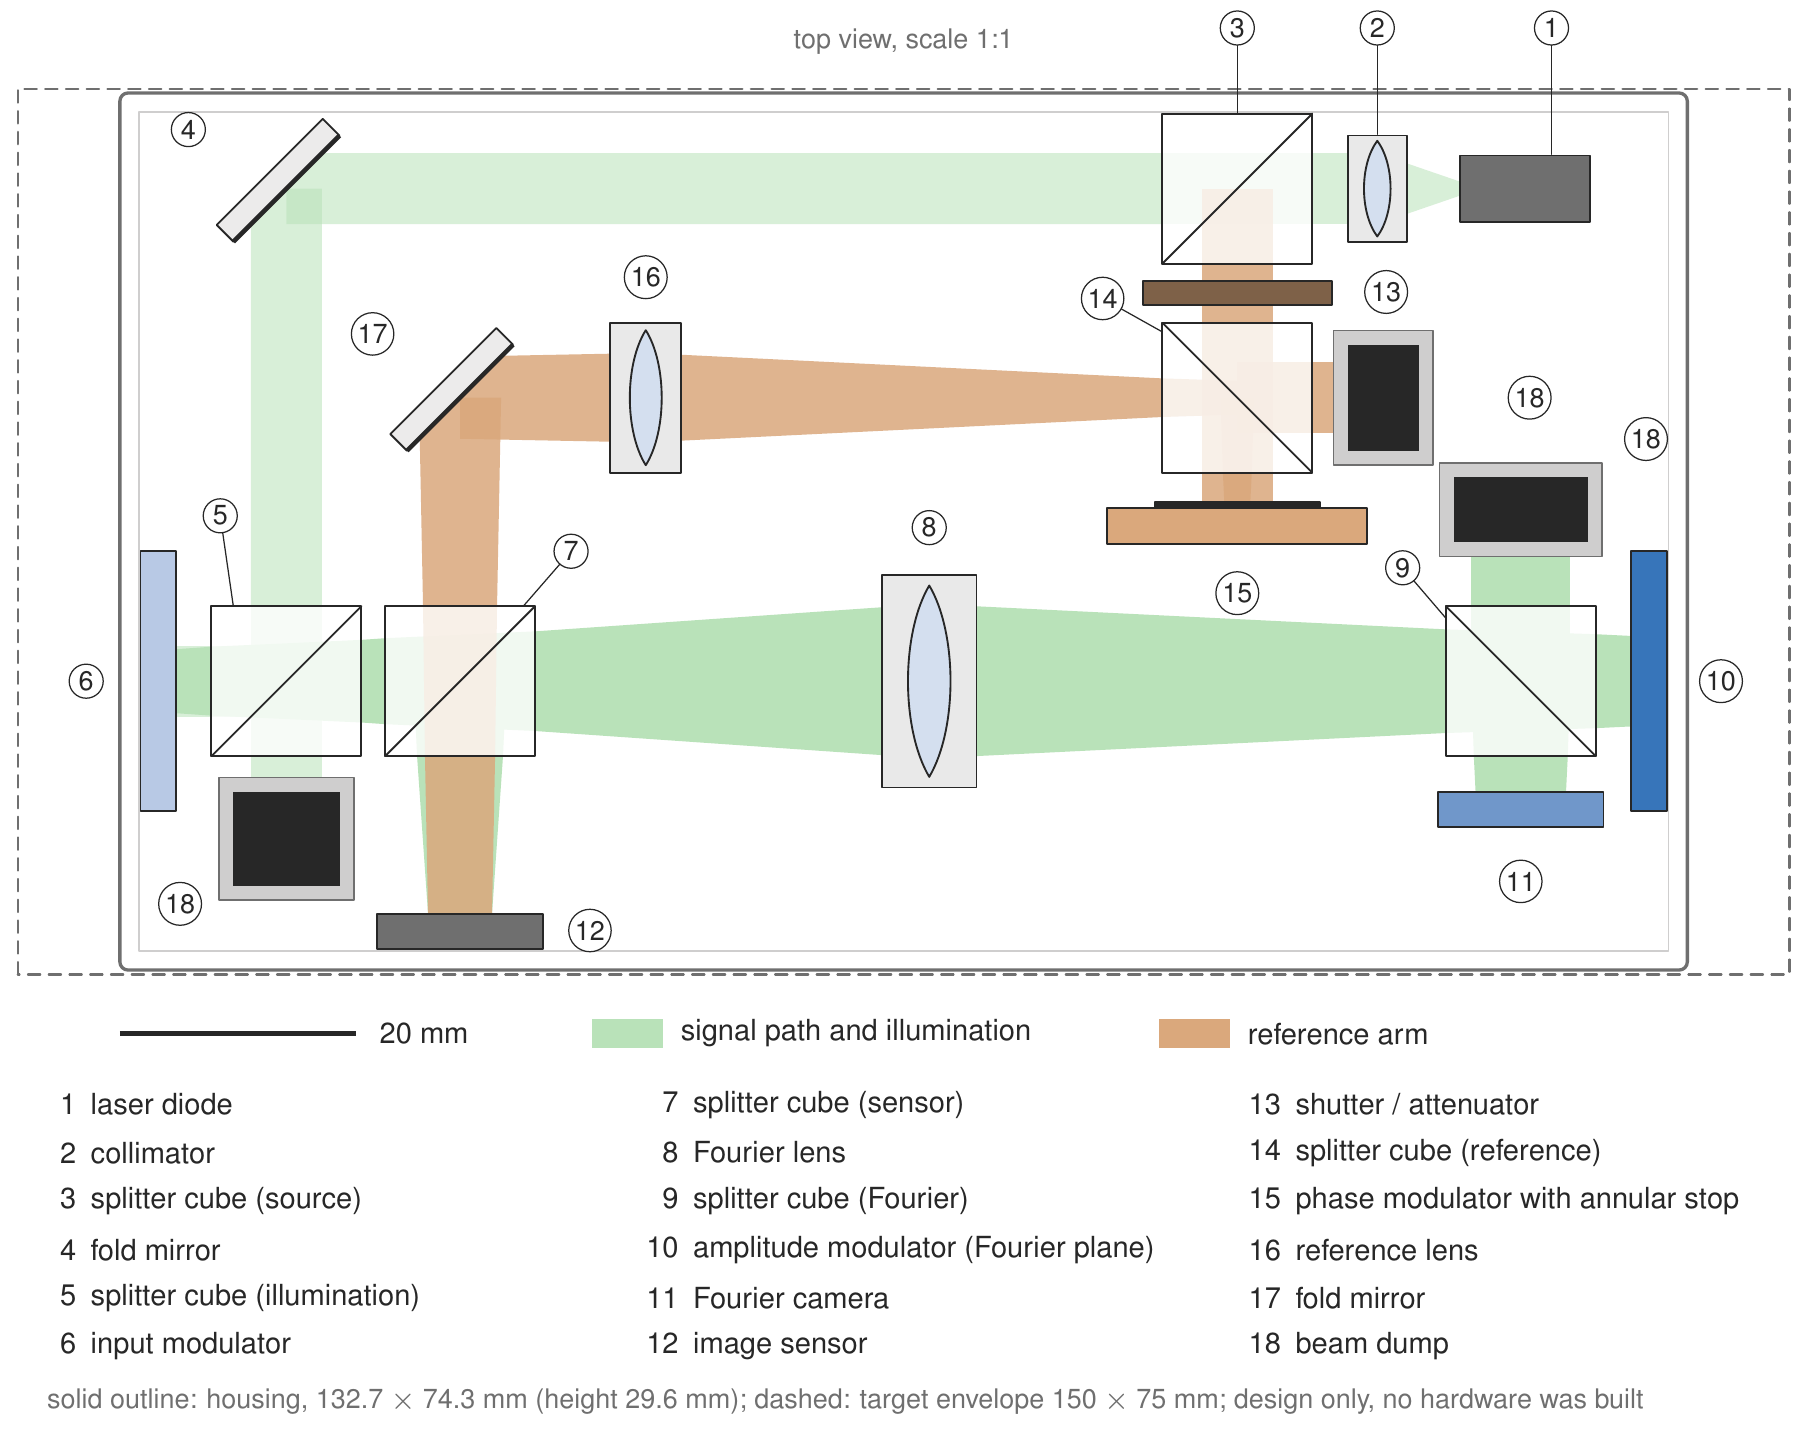 top view, scale 1:1
3
2
1
4
16
14
13
17
18
18
5
7
8
9
15
6
10
18
11
12
20 mm
signal path and illumination
reference arm
1 laser diode
2 collimator
3 splitter cube (source)
4 fold mirror
5 splitter cube (illumination)
6 input modulator
7 splitter cube (sensor)
8 Fourier lens
9 splitter cube (Fourier)
10 amplitude modulator (Fourier plane)
11 Fourier camera
12 image sensor
13 shutter / attenuator
14 splitter cube (reference)
15 phase modulator with annular stop
16 reference lens
17 fold mirror
18 beam dump
solid outline: housing, 132.7 × 74.3 mm (height 29.6 mm); dashed: target envelope 150 × 75 mm; design only, no hardware was built